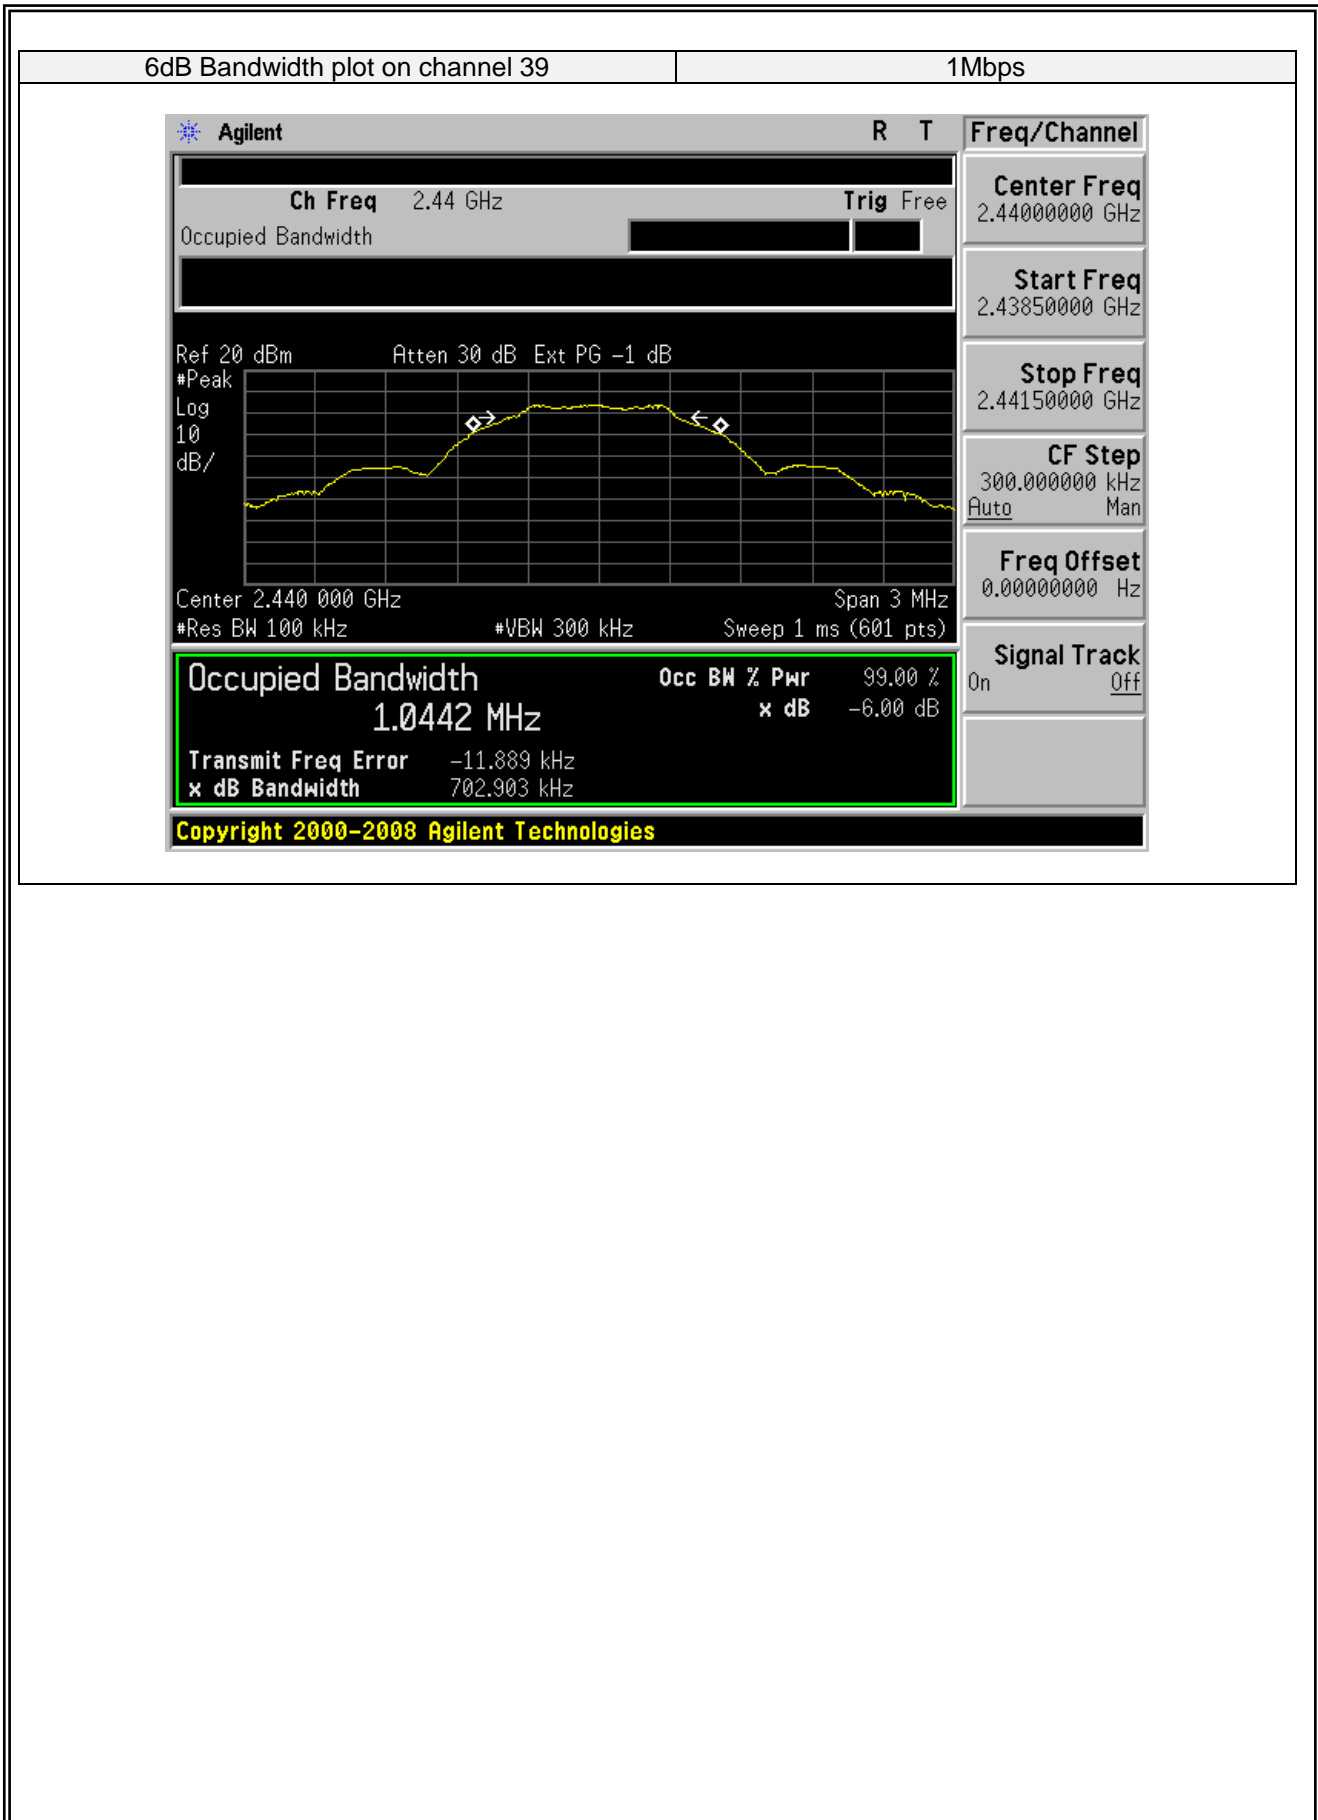 6dB Bandwidth plot on channel 39 1Mbps
Agilent R T Freq/Channel
Ch Freq 2.44 GHz Trig Free
Occupied Bandwidth
Center Freq
2.44000000 GHz
Start Freq
2.43850000 GHz
Stop Freq
2.44150000 GHz
CF Step
300.000000 kHz
Auto Man
Freq Offset
0.00000000 Hz
Signal Track
On Off
Ref 20 dBm Atten 30 dB Ext PG -1 dB
#Peak
Log
10
dB/
Center 2.440 000 GHz Span 3 MHz
#Res BW 100 kHz #VBW 300 kHz Sweep 1 ms (601 pts)
Occupied Bandwidth Occ BW % Pwr 99.00 %
1.0442 MHz x dB -6.00 dB
Transmit Freq Error -11.889 kHz
x dB Bandwidth 702.903 kHz
Copyright 2000-2008 Agilent Technologies